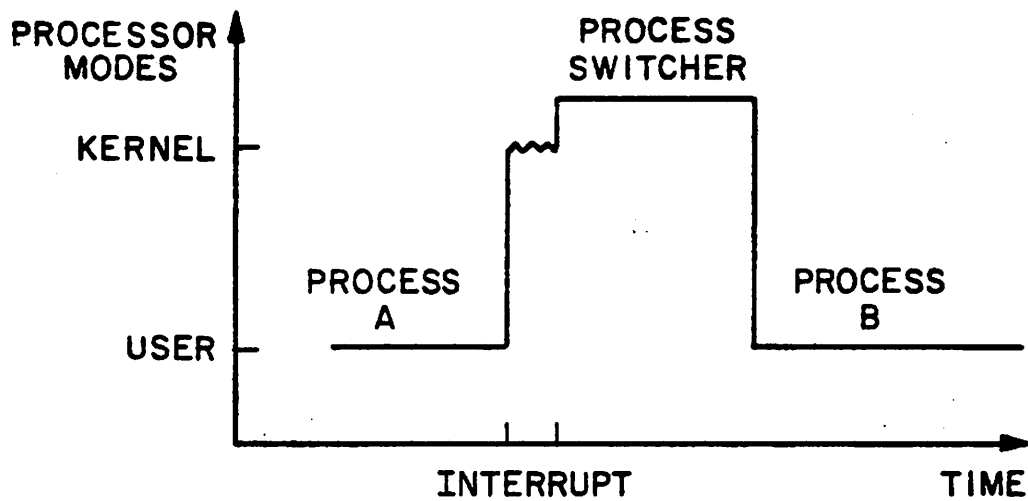 PROCESSOR
MODES
PROCESS
SWITCHER
KERNEL
PROCESS
A
PROCESS
B
USER
INTERRUPT
TIME